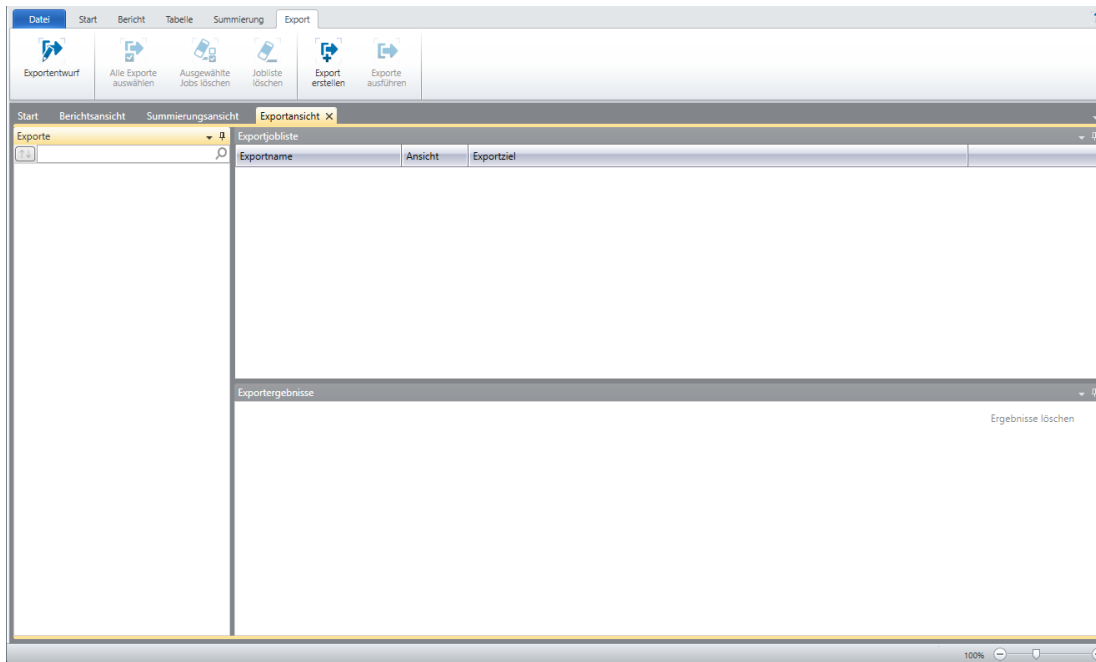 Datei Start Bericht Tabelle Summierung Export
Exportentwurf
Alle Exporte
auswählen
Ausgewählte
Jobs löschen
Jobliste
löschen
Export
erstellen
Exporte
ausführen
Start Berichtsansicht Summierungsansicht Exportansicht
Exporte
Exportjobliste
Exportname Ansicht Exportziel
Exportergebnisse
Ergebnisse löschen
100%